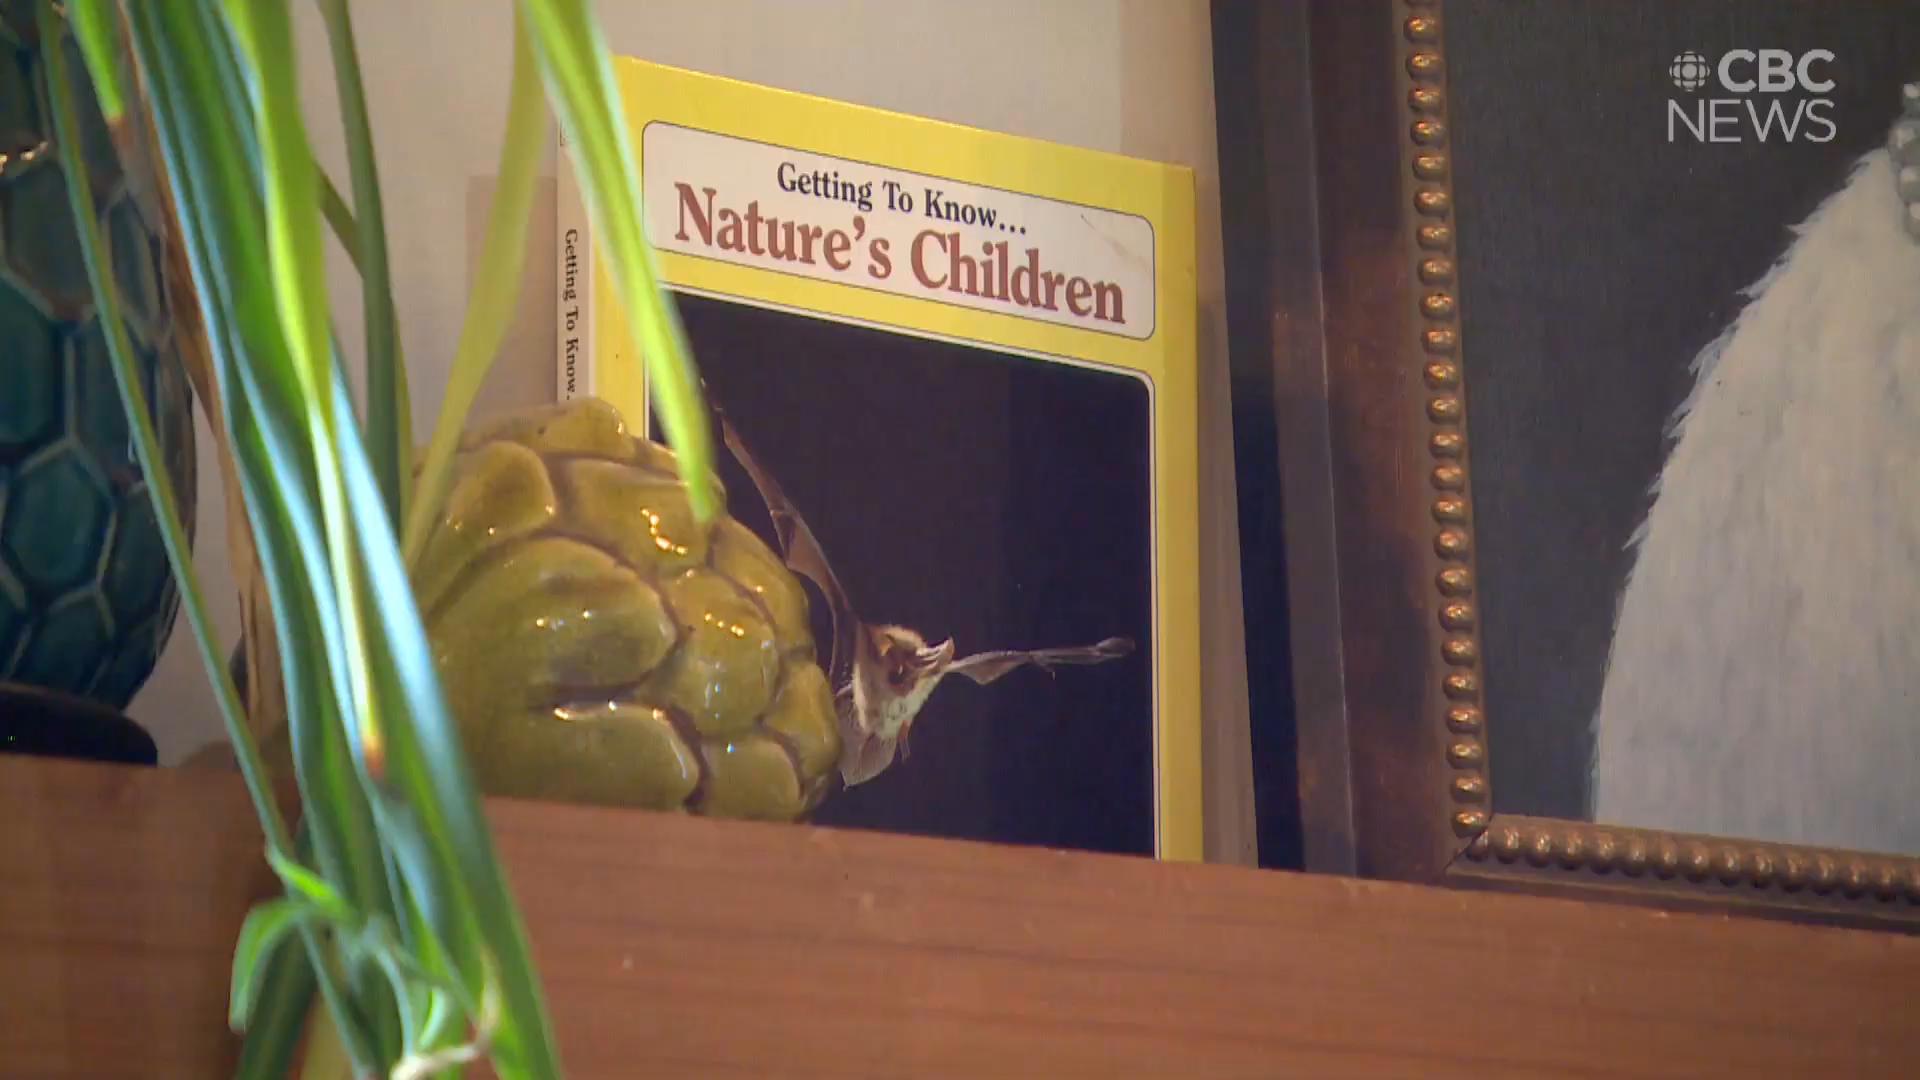 CBC
NEWS
Getting To Know...
Nature's Children
Getting To Know...